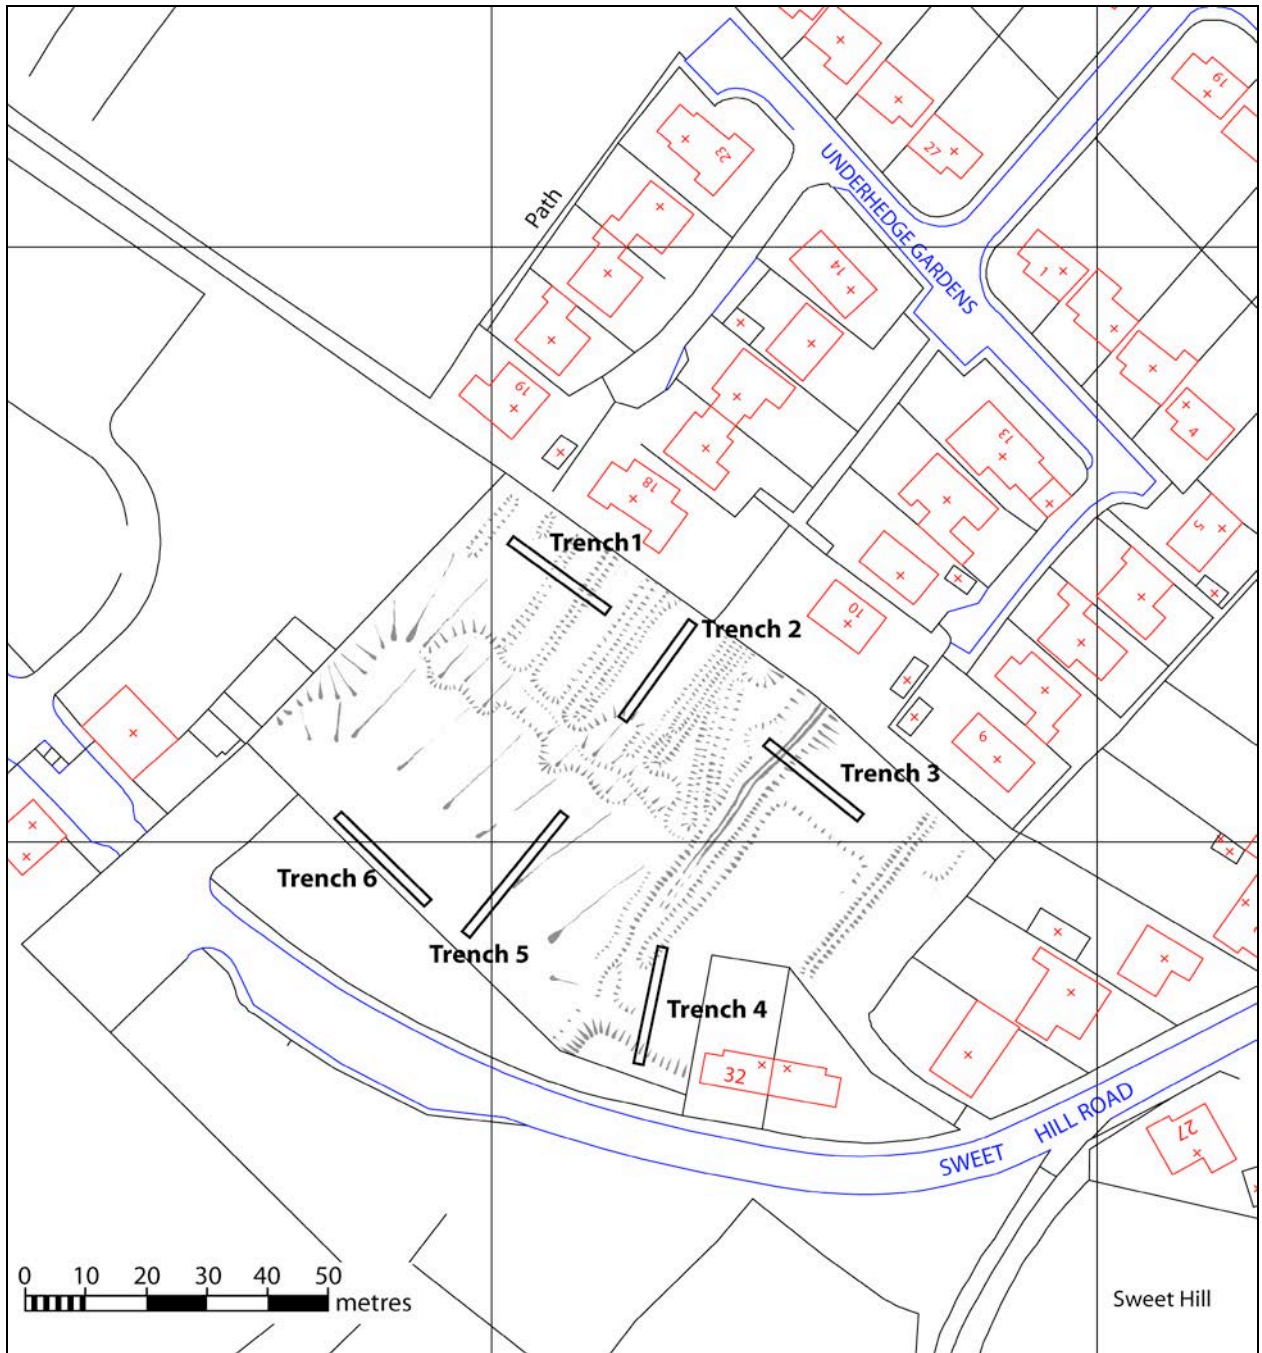 19
23
27
Path
UNDERHEDGE GARDENS
14
1
19
4
13
18
5
Trench1
10
Trench 2
9
Trench 3
Trench 6
Trench 5
Trench 4
32
HILL ROAD
SWEET
27
0 10 20 30 40 50
metres
Sweet Hill